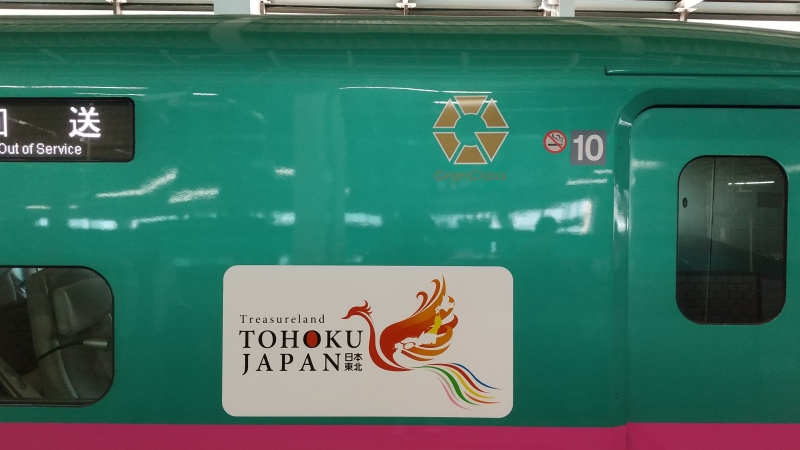 回 送
Out of Service
10
Treasureland
TOHOKU
JAPAN 日本
東北